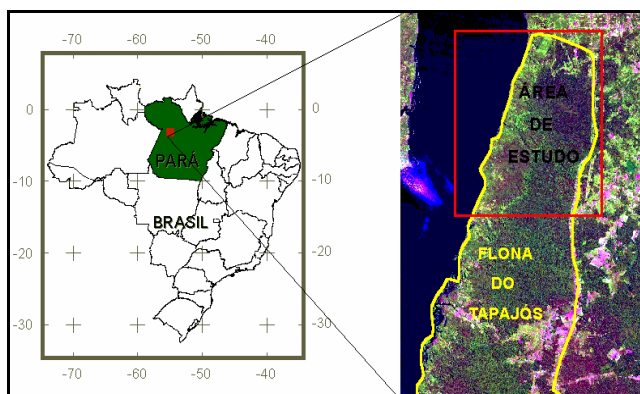 -70 -60 -50 -40
0 0
PARÁ
-10 -10
BRASIL
-20 -20
-30 -30
-70 -60 -50 -40
ÁREA
DE
ESTUDO
FLONA
DO
TAPAJÓS